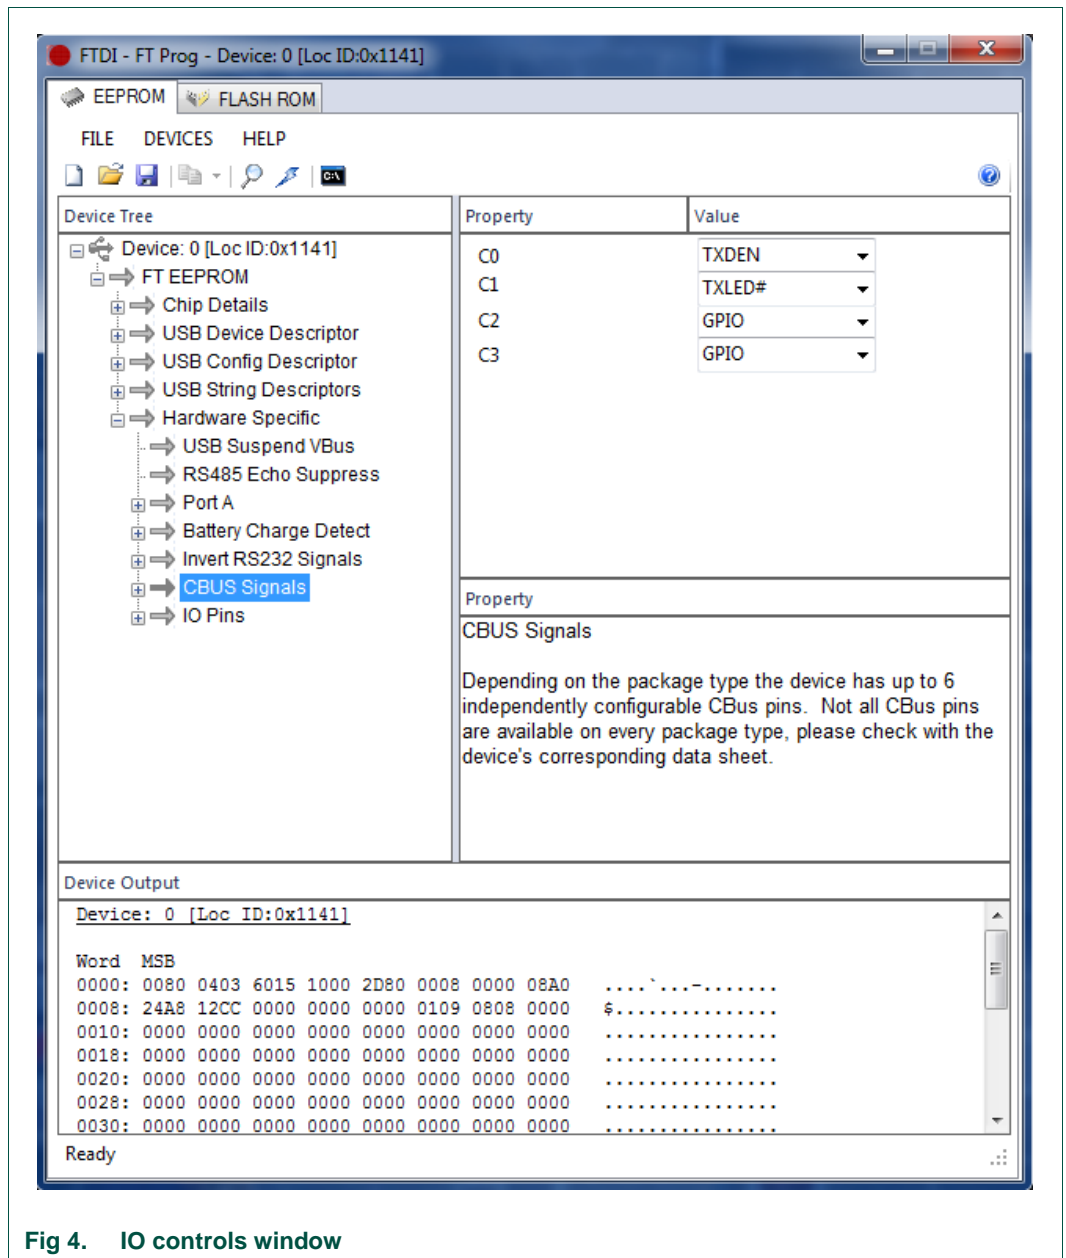 FTDI - FT Prog - Device: 0 [Loc ID:0x1141]
EEPROM
FLASH ROM
FILE DEVICES HELP
C:\
Device Tree
Device: 0 [Loc ID:0x1141]
FT EEPROM
Chip Details
USB Device Descriptor
USB Config Descriptor
USB String Descriptors
Hardware Specific
USB Suspend VBus
RS485 Echo Suppress
Port A
Battery Charge Detect
Invert RS232 Signals
CBUS Signals
IO Pins
Property Value
C0 TXDEN
C1 TXLED#
C2 GPIO
C3 GPIO
Property
CBUS Signals
Depending on the package type the device has up to 6
independently configurable CBus pins. Not all CBus pins
are available on every package type, please check with the
device's corresponding data sheet.
Device Output
Device: 0 [Loc ID:0x1141]
Word MSB
0000: 0080 0403 6015 1000 2D80 0008 0000 08A0 ....`...-.......
0008: 24A8 12CC 0000 0000 0000 0109 0808 0000 $...............
0010: 0000 0000 0000 0000 0000 0000 0000 0000 ................
0018: 0000 0000 0000 0000 0000 0000 0000 0000 ................
0020: 0000 0000 0000 0000 0000 0000 0000 0000 ................
0028: 0000 0000 0000 0000 0000 0000 0000 0000 ................
0030: 0000 0000 0000 0000 0000 0000 0000 0000 ................
Ready
Fig 4. IO controls window